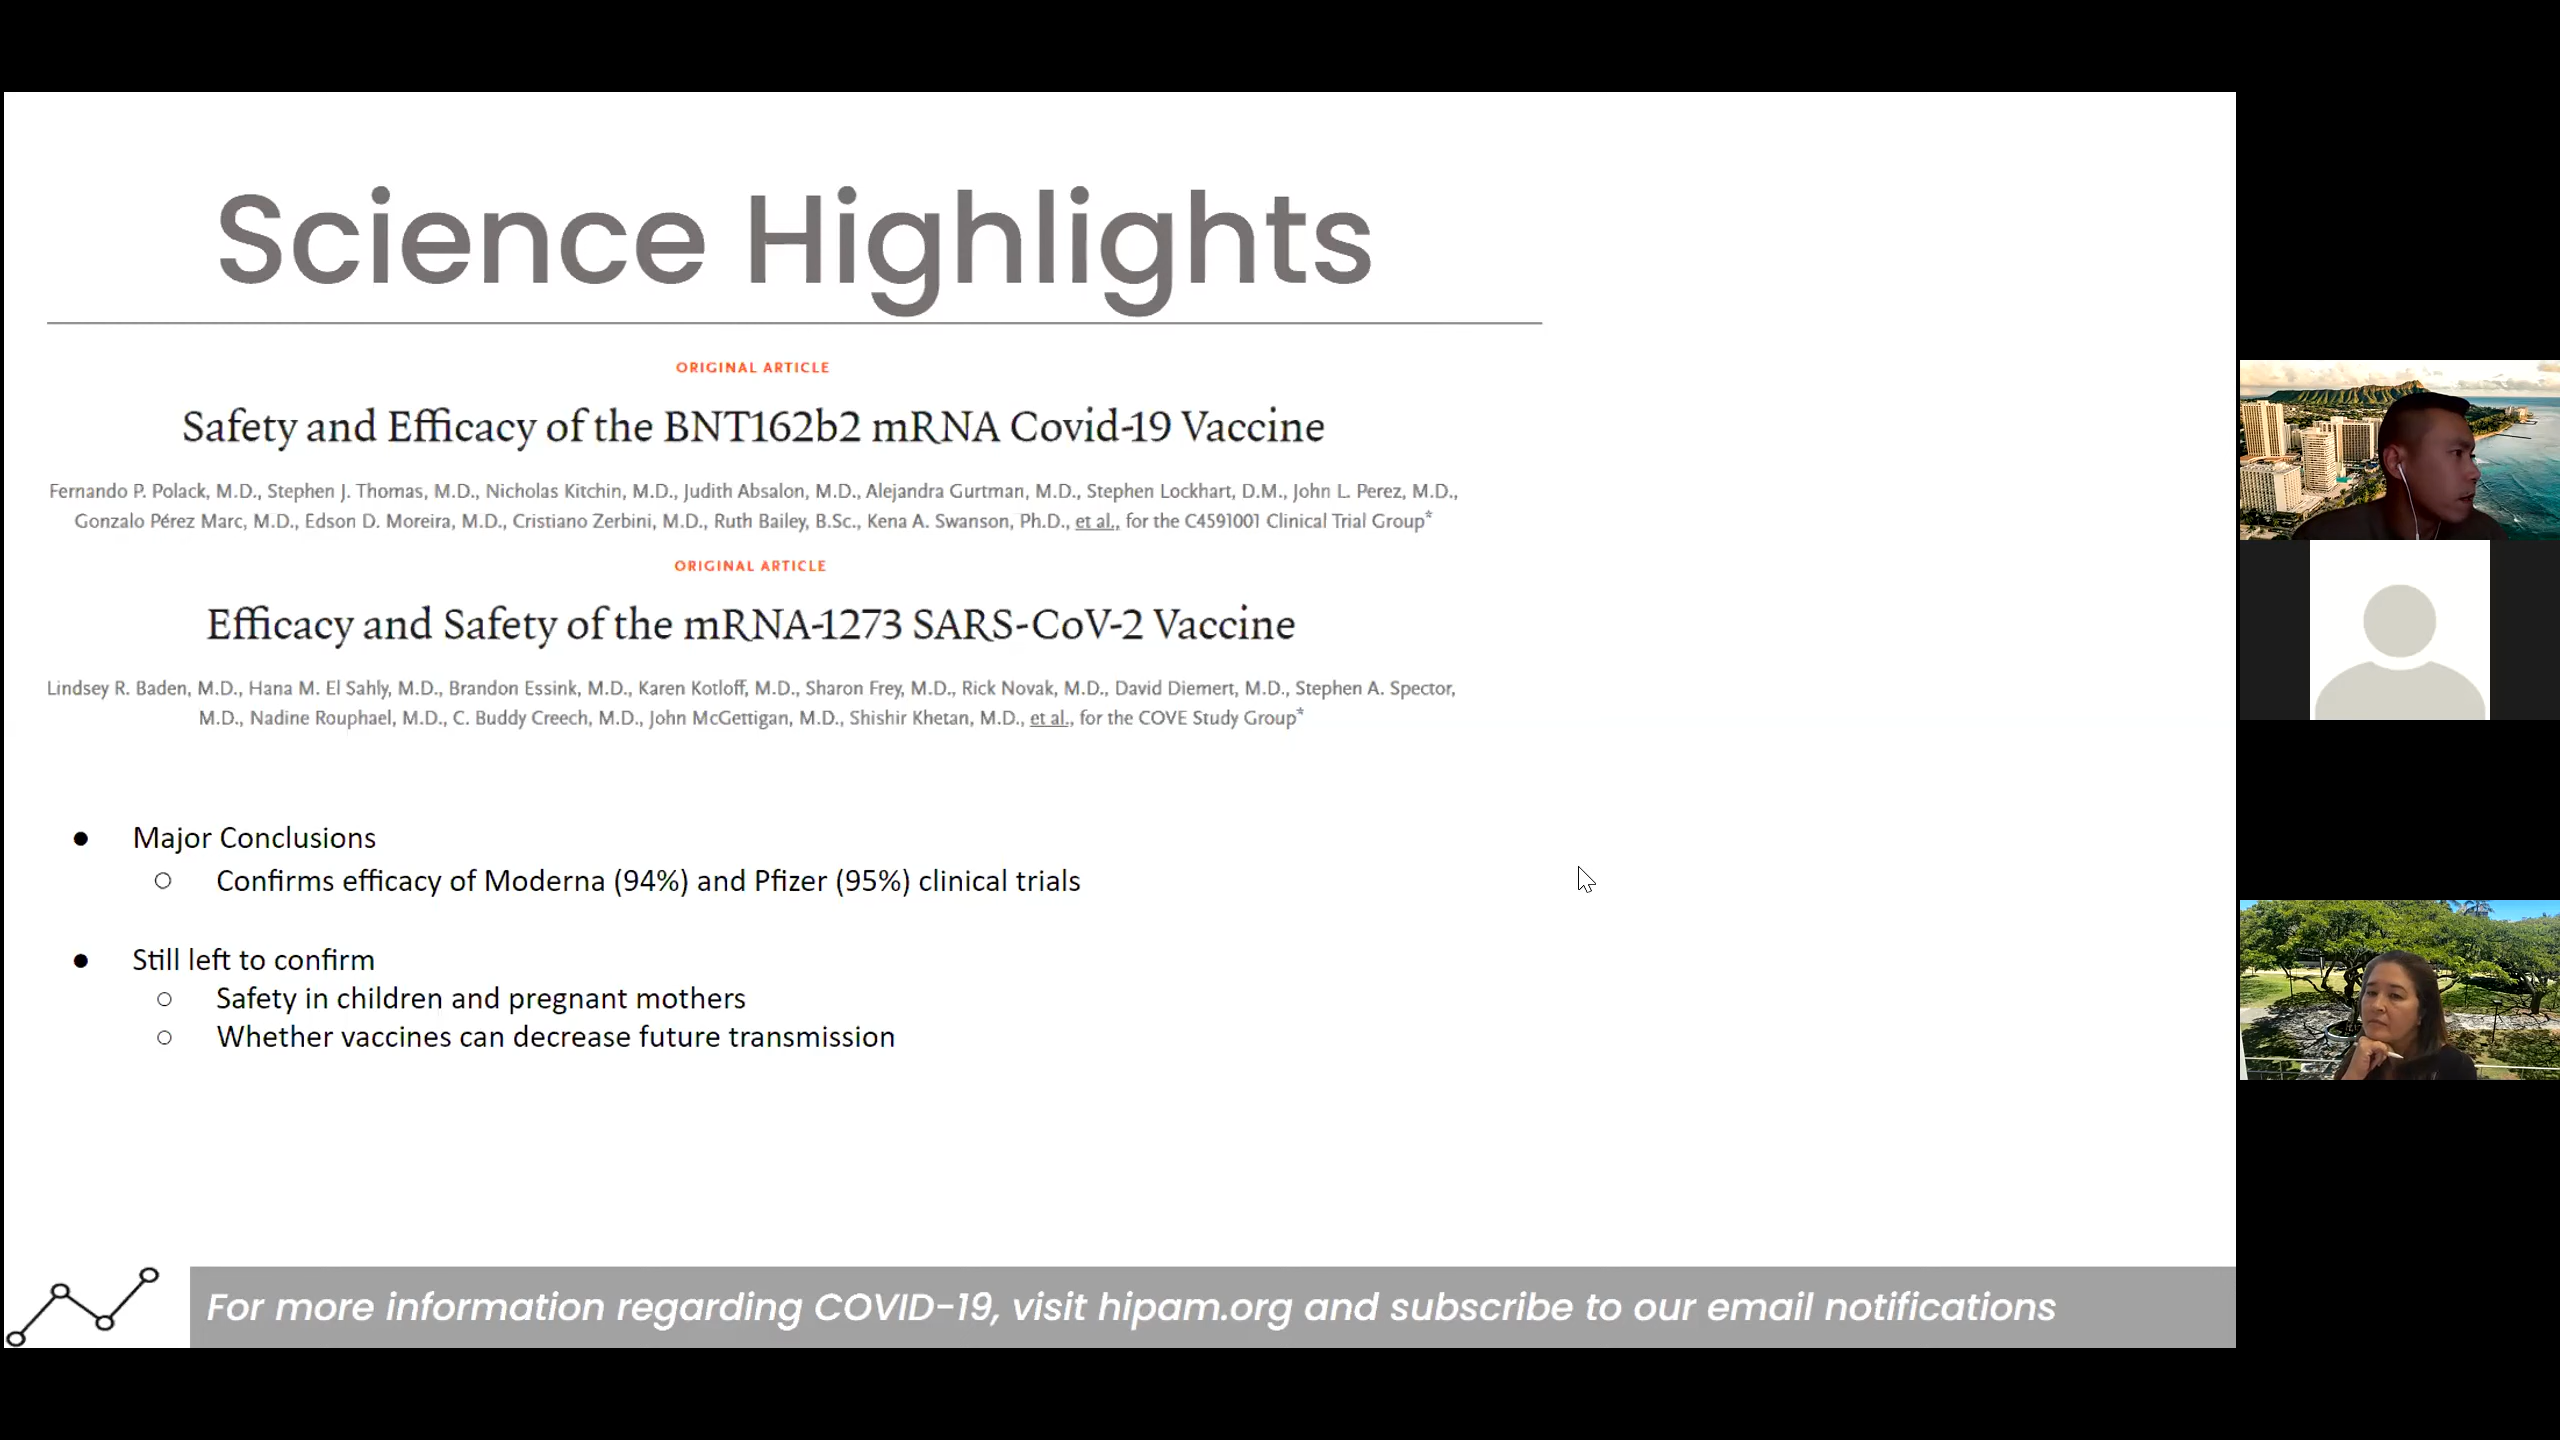 Science Highlights
ORIGINAL ARTICLE
Safety and Efficacy of the BNT162b2 mRNA Covid-19 Vaccine
Fernando P. Polack, M.D., Stephen J. Thomas, M.D., Nicholas Kitchin, M.D., Judith Absalon, M.D., Alejandra Gurtman, M.D., Stephen Lockhart, D.M., John L. Perez, M.D.,
Gonzalo Pérez Marc, M.D., Edson D. Moreira, M.D., Cristiano Zerbini, M.D., Ruth Bailey, B.Sc., Kena A. Swanson, Ph.D., et al., for the C4591001 Clinical Trial Group*
ORIGINAL ARTICLE
Efficacy and Safety of the mRNA-1273 SARS-CoV-2 Vaccine
Lindsey R. Baden, M.D., Hana M. El Sahly, M.D., Brandon Essink, M.D., Karen Kotloff, M.D., Sharon Frey, M.D., Rick Novak, M.D., David Diemert, M.D., Stephen A. Spector,
M.D., Nadine Rouphael, M.D., C. Buddy Creech, M.D., John McGettigan, M.D., Shishir Khetan, M.D., et al., for the COVE Study Group*
● Major Conclusions
○ Confirms efficacy of Moderna (94%) and Pfizer (95%) clinical trials
● Still left to confirm
○ Safety in children and pregnant mothers
○ Whether vaccines can decrease future transmission
For more information regarding COVID-19, visit hipam.org and subscribe to our email notifications